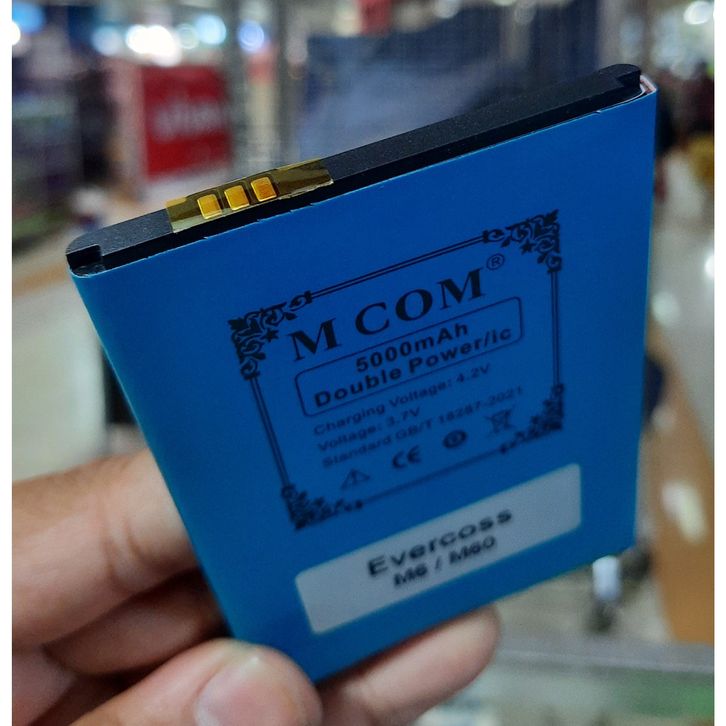 M COM®
5000mAh
Double Power/ic
Charging Voltage: 4.2V
Voltage: 3.7V
Standard GB/T 18287-2021
CE
Evercoss
M6 / M60